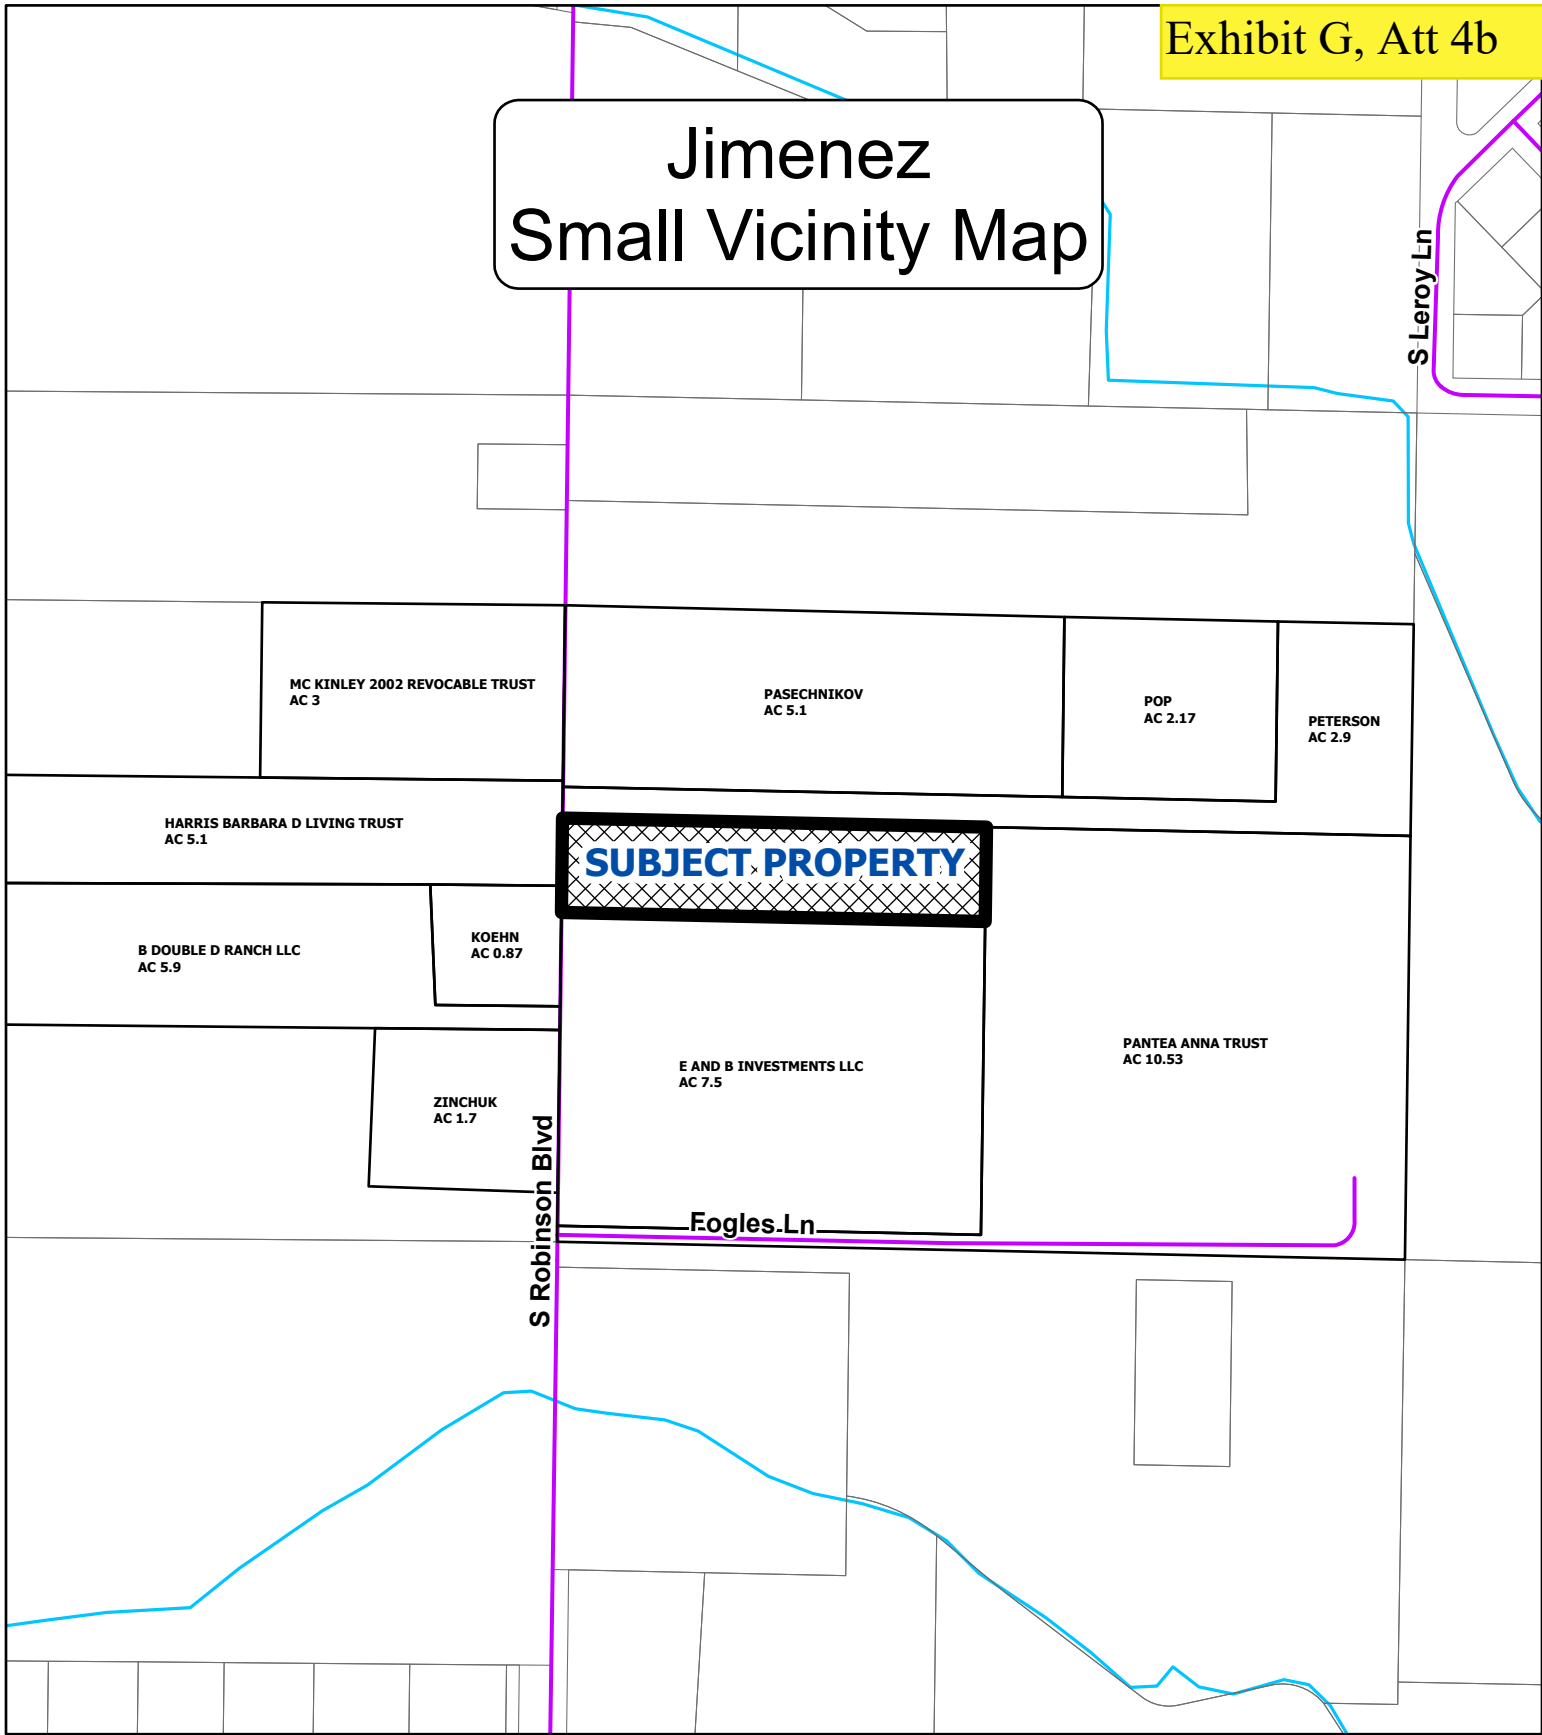 Exhibit G, Att 4b
Jimenez
Small Vicinity Map
S Leroy Ln
MC KINLEY 2002 REVOCABLE TRUST
AC 3
PASECHNIKOV
AC 5.1
POP
AC 2.17
PETERSON
AC 2.9
HARRIS BARBARA D LIVING TRUST
AC 5.1
SUBJECT PROPERTY
B DOUBLE D RANCH LLC
AC 5.9
KOEHN
AC 0.87
E AND B INVESTMENTS LLC
AC 7.5
PANTEA ANNA TRUST
AC 10.53
ZINCHUK
AC 1.7
S Robinson Blvd
Fogles Ln